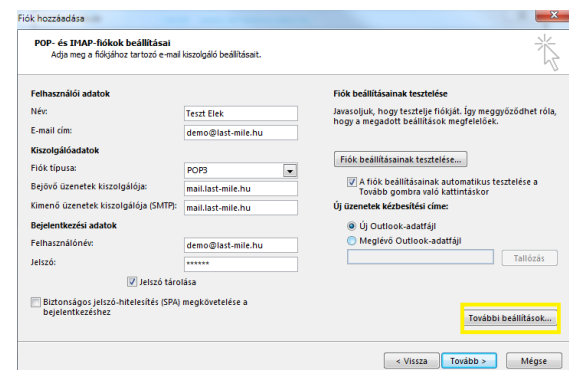 Fiók hozzáadása
POP- és IMAP-fiókok beállításai
Adja meg a fiókjához tartozó e-mail kiszolgáló beállításait.
Felhasználói adatok
Név:
Teszt Elek
E-mail cím:
demo@last-mile.hu
Kiszolgálóadatok
Fiók típusa:
POP3
Bejövő üzenetek kiszolgálója:
mail.last-mile.hu
Kimenő üzenetek kiszolgálója (SMTP):
mail.last-mile.hu
Bejelentkezési adatok
Felhasználónév:
demo@last-mile.hu
Jelszó:
******
Jelszó tárolása
Biztonságos jelszó-hitelesítés (SPA) megkövetelése a
bejelentkezéshez
Fiók beállításainak tesztelése
Javasoljuk, hogy tesztelje fiókját. Így meggyőződhet róla,
hogy a megadott beállítások megfelelőek.
Fiók beállításainak tesztelése...
A fiók beállításainak automatikus tesztelése a
Tovább gombra való kattintáskor
Új üzenetek kézbesítési címe:
Új Outlook-adatfájl
Meglévő Outlook-adatfájl
Tallózás
További beállítások...
< Vissza
Tovább >
Mégse